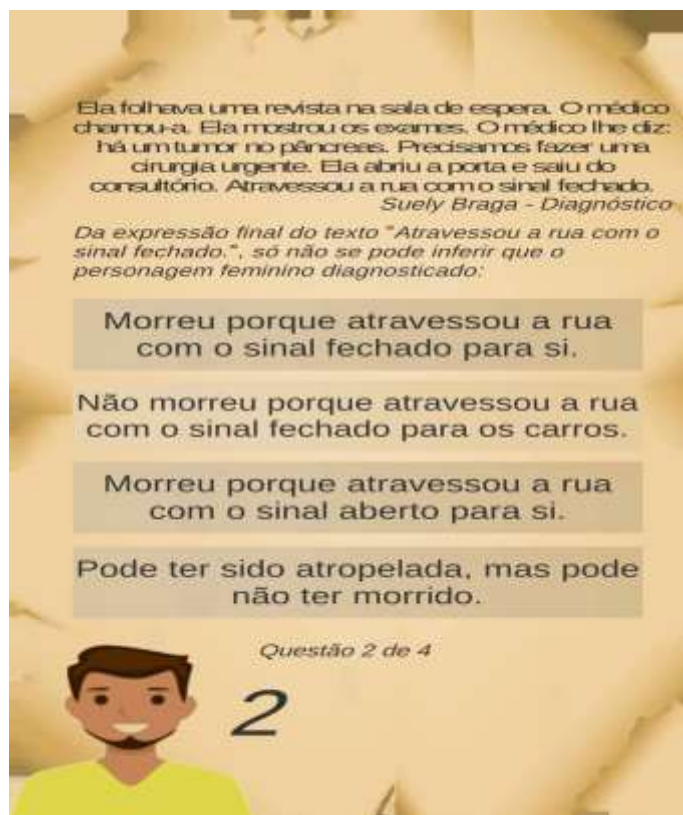 Ela folhava uma revista na sala de espera. O médico
chamou-a. Ela mostrou os exames. O médico lhe diz:
há um tumor no pâncreas. Precisamos fazer uma
cirurgia urgente. Ela abriu a porta e saiu do
consultório. Atravessou a rua com o sinal fechado.
Suely Braga - Diagnóstico
Da expressão final do texto "Atravessou a rua com o
sinal fechado.", só não se pode inferir que o
personagem feminino diagnosticado:
Morreu porque atravessou a rua
com o sinal fechado para si.
Não morreu porque atravessou a rua
com o sinal fechado para os carros.
Morreu porque atravessou a rua
com o sinal aberto para si.
Pode ter sido atropelada, mas pode
não ter morrido.
Questão 2 de 4
2